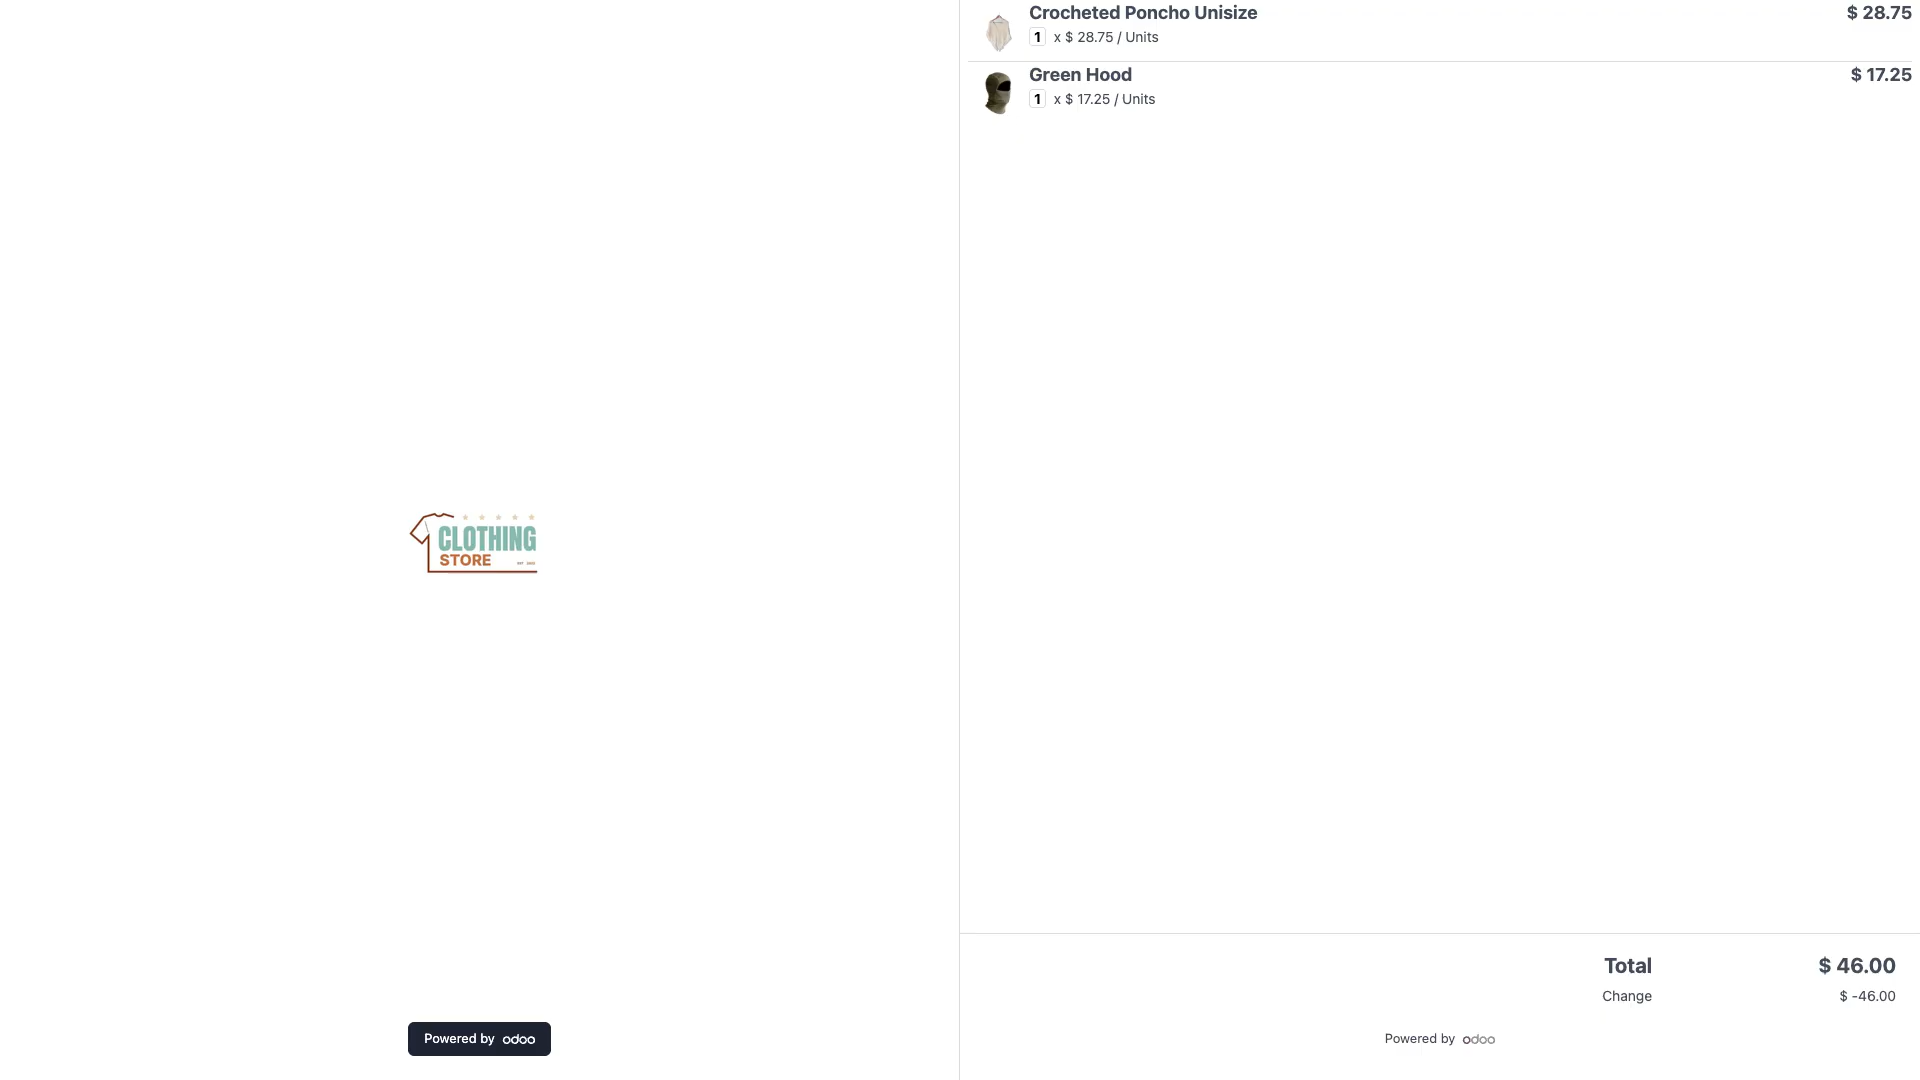 CLOTHING
STORE
Powered by odoo
Crocheted Poncho Unisize $ 28.75
1 x $ 28.75 / Units
Green Hood $ 17.25
1 x $ 17.25 / Units
Total $ 46.00
Change $ -46.00
Powered by odoo